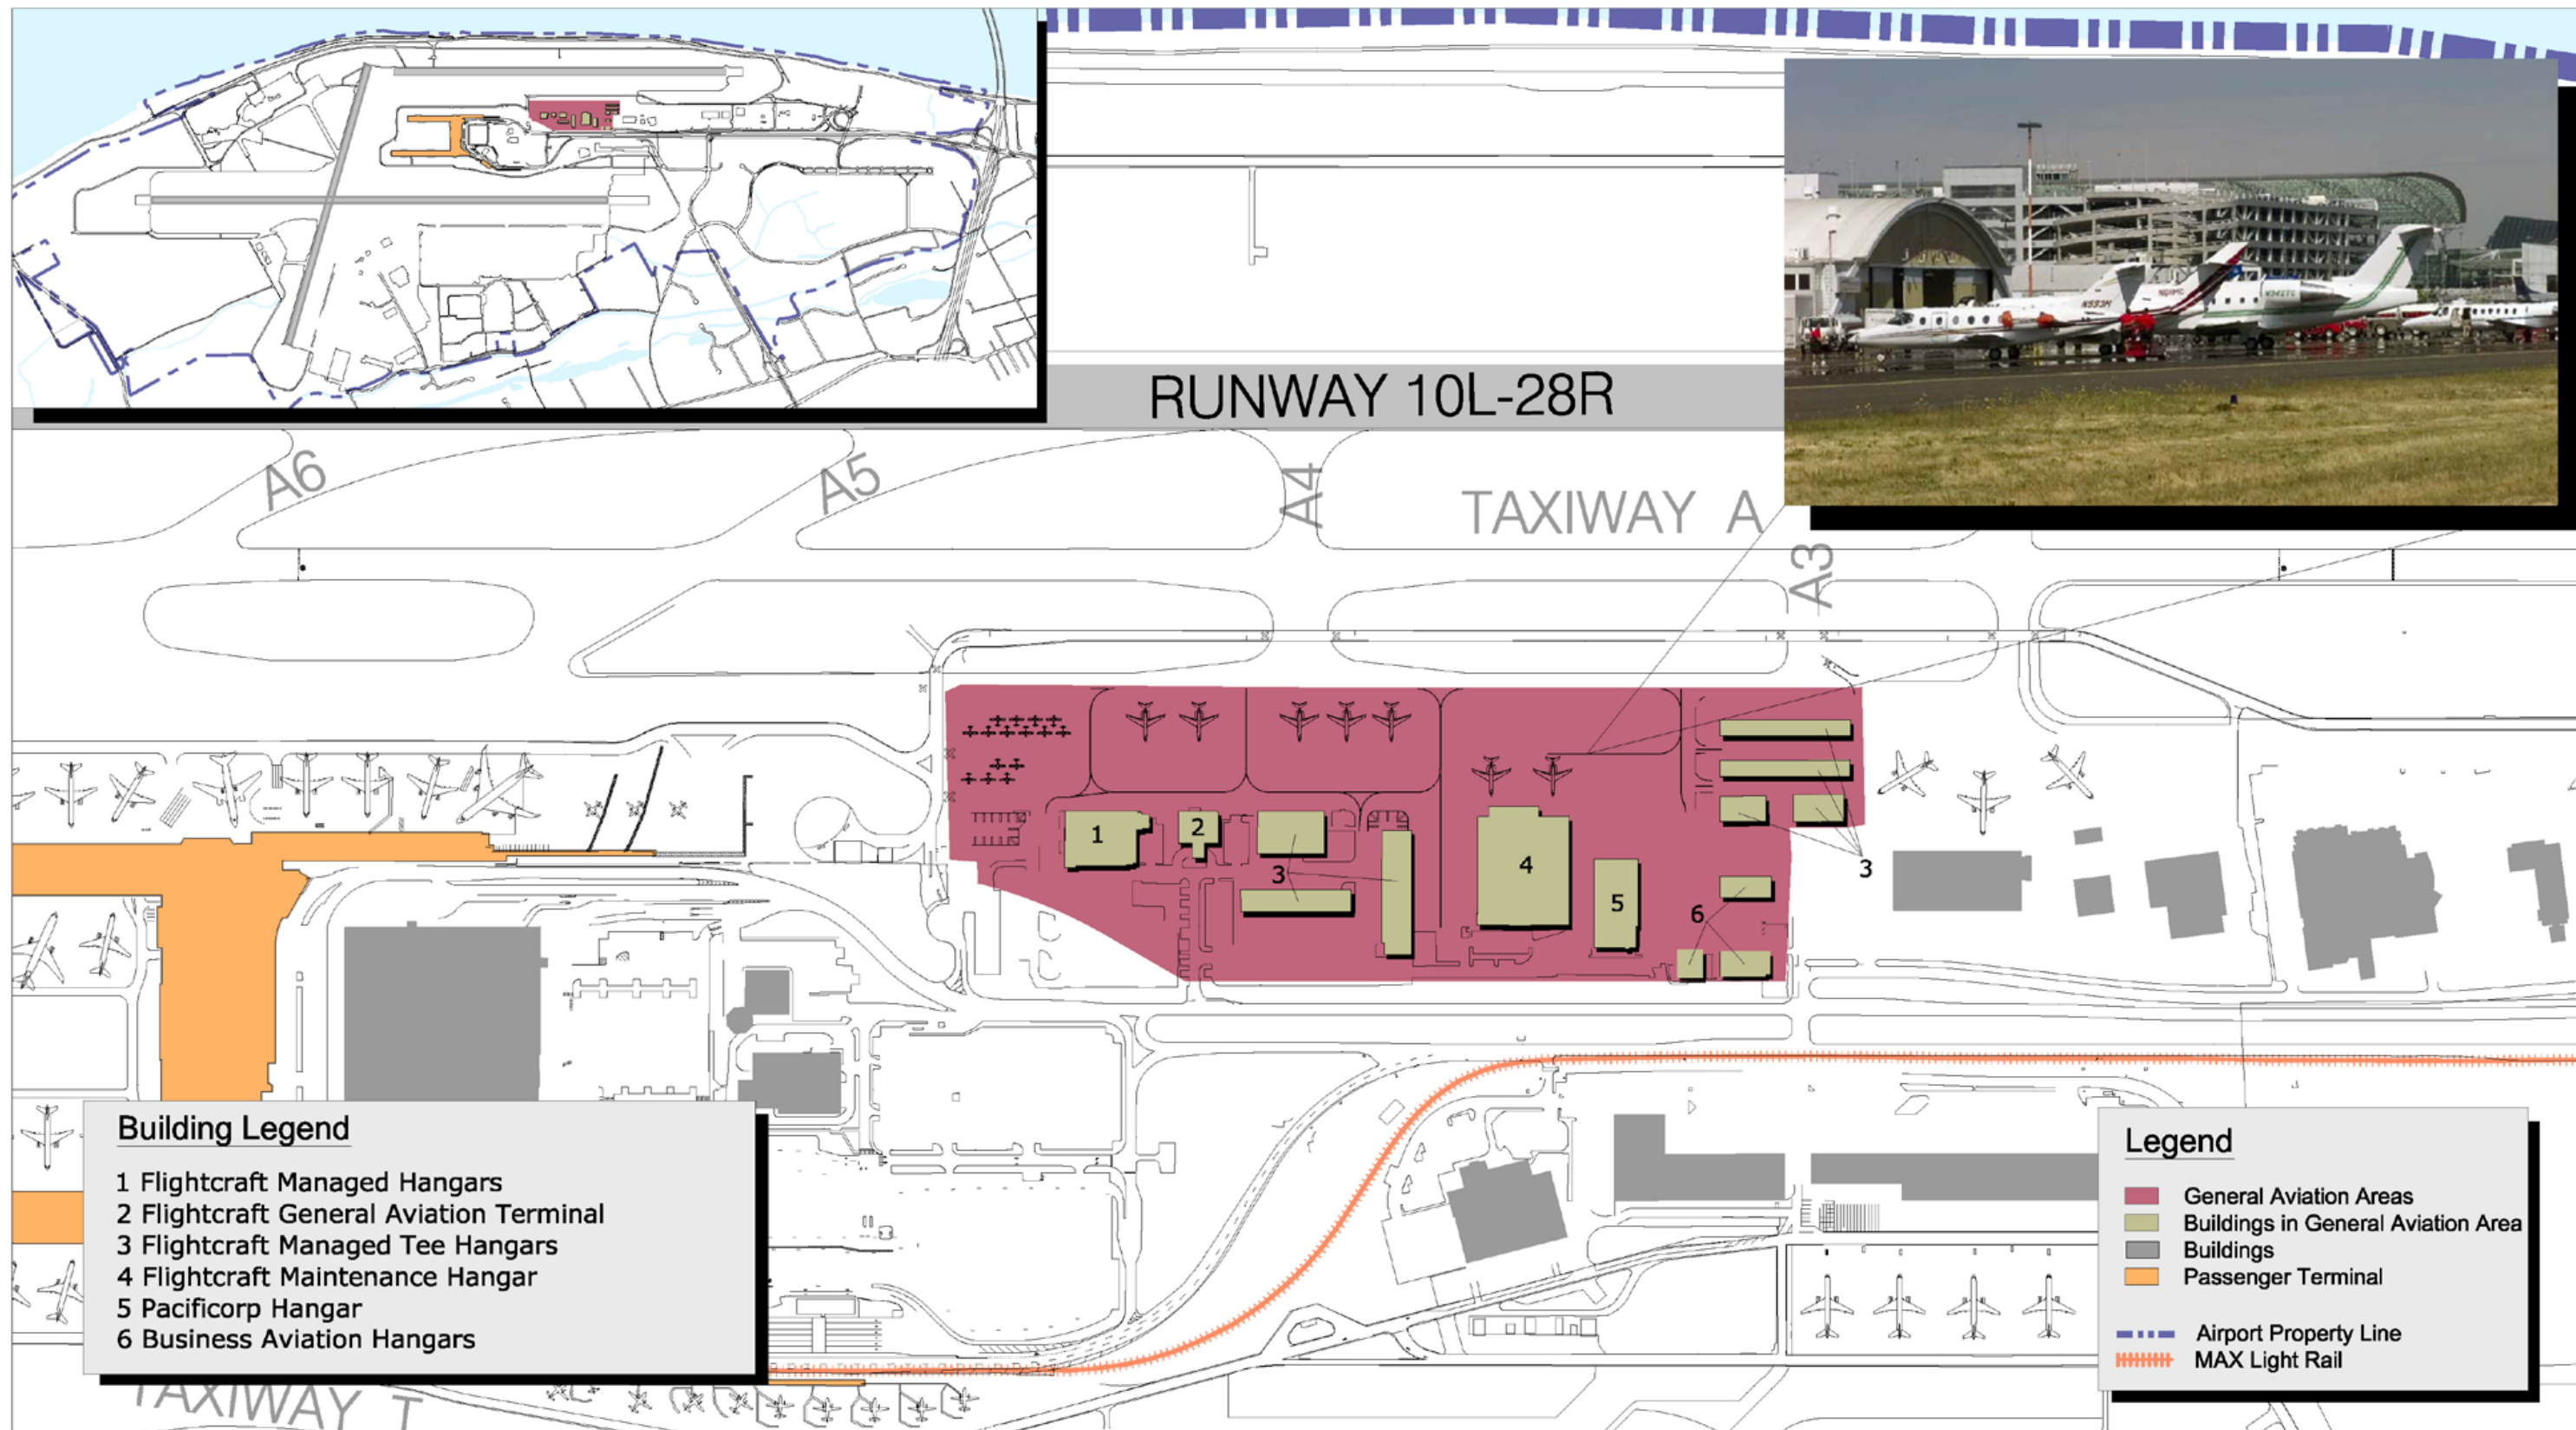 RUNWAY 10L-28R
A6
A5
A4
TAXIWAY A
A3
1
2
3
4
5
3
6
Building Legend
1 Flightcraft Managed Hangars
2 Flightcraft General Aviation Terminal
3 Flightcraft Managed Tee Hangars
4 Flightcraft Maintenance Hangar
5 Pacificorp Hangar
6 Business Aviation Hangars
Legend
General Aviation Areas
Buildings in General Aviation Area
Buildings
Passenger Terminal
Airport Property Line
MAX Light Rail
TAXIWAY T